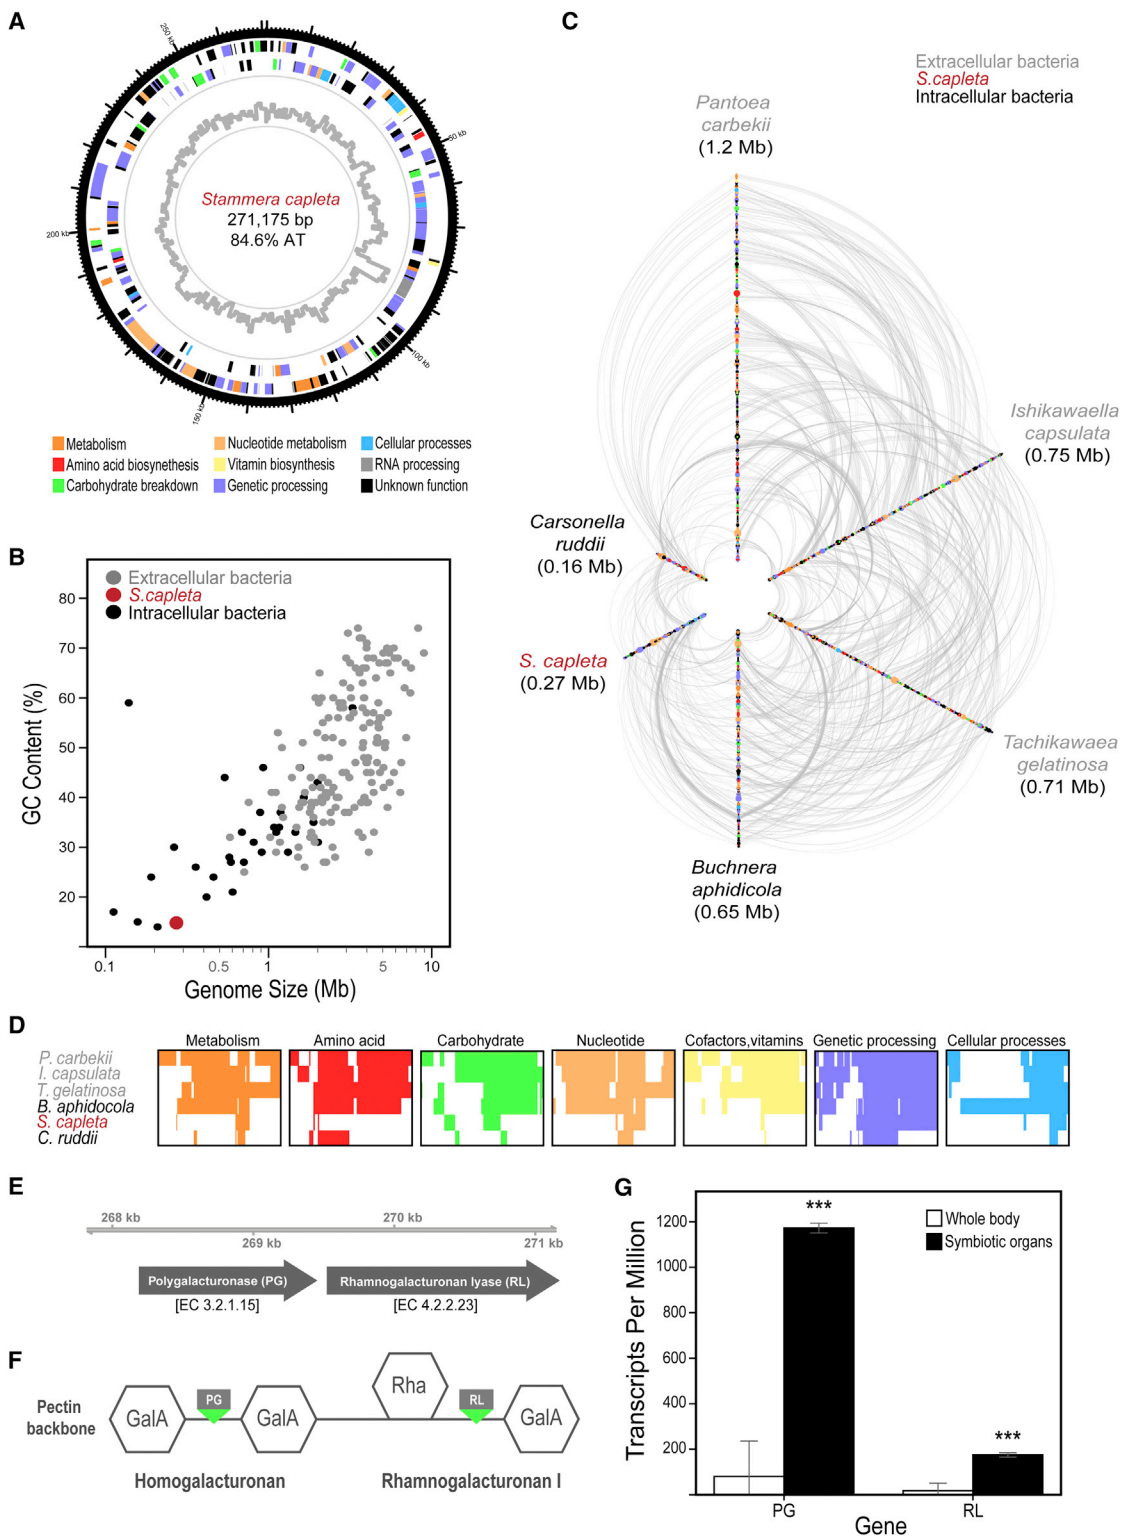 A
250 kb
50 kb
100 kb
150 kb
200 kb
Stammera capleta
271,175 bp
84.6% AT
Metabolism
Nucleotide metabolism
Cellular processes
Amino acid biosynethesis
Vitamin biosynthesis
RNA processing
Carbohydrate breakdown
Genetic processing
Unknown function
B
Extracellular bacteria
S.capleta
Intracellular bacteria
GC Content (%)
80
70
60
50
40
30
20
0.1
0.5
1
5
10
Genome Size (Mb)
C
Extracellular bacteria
S.capleta
Intracellular bacteria
Pantoea
carbekii
(1.2 Mb)
Ishikawaella
capsulata
(0.75 Mb)
Carsonella
ruddii
(0.16 Mb)
S. capleta
(0.27 Mb)
Tachikawaea
gelatinosa
(0.71 Mb)
Buchnera
aphidicola
(0.65 Mb)
D
Metabolism
Amino acid
Carbohydrate
Nucleotide
Cofactors,vitamins
Genetic processing
Cellular processes
P. carbekii
I. capsulata
T. gelatinosa
B. aphidocola
S. capleta
C. ruddii
E
268 kb
270 kb
269 kb
271 kb
Polygalacturonase (PG)
Rhamnogalacturonan lyase (RL)
[EC 3.2.1.15]
[EC 4.2.2.23]
F
Pectin
backbone
GalA
PG
GalA
Rha
RL
GalA
Homogalacturonan
Rhamnogalacturonan I
G
Transcripts Per Million
1200
1000
800
600
400
200
Whole body
Symbiotic organs
***
***
PG
RL
Gene